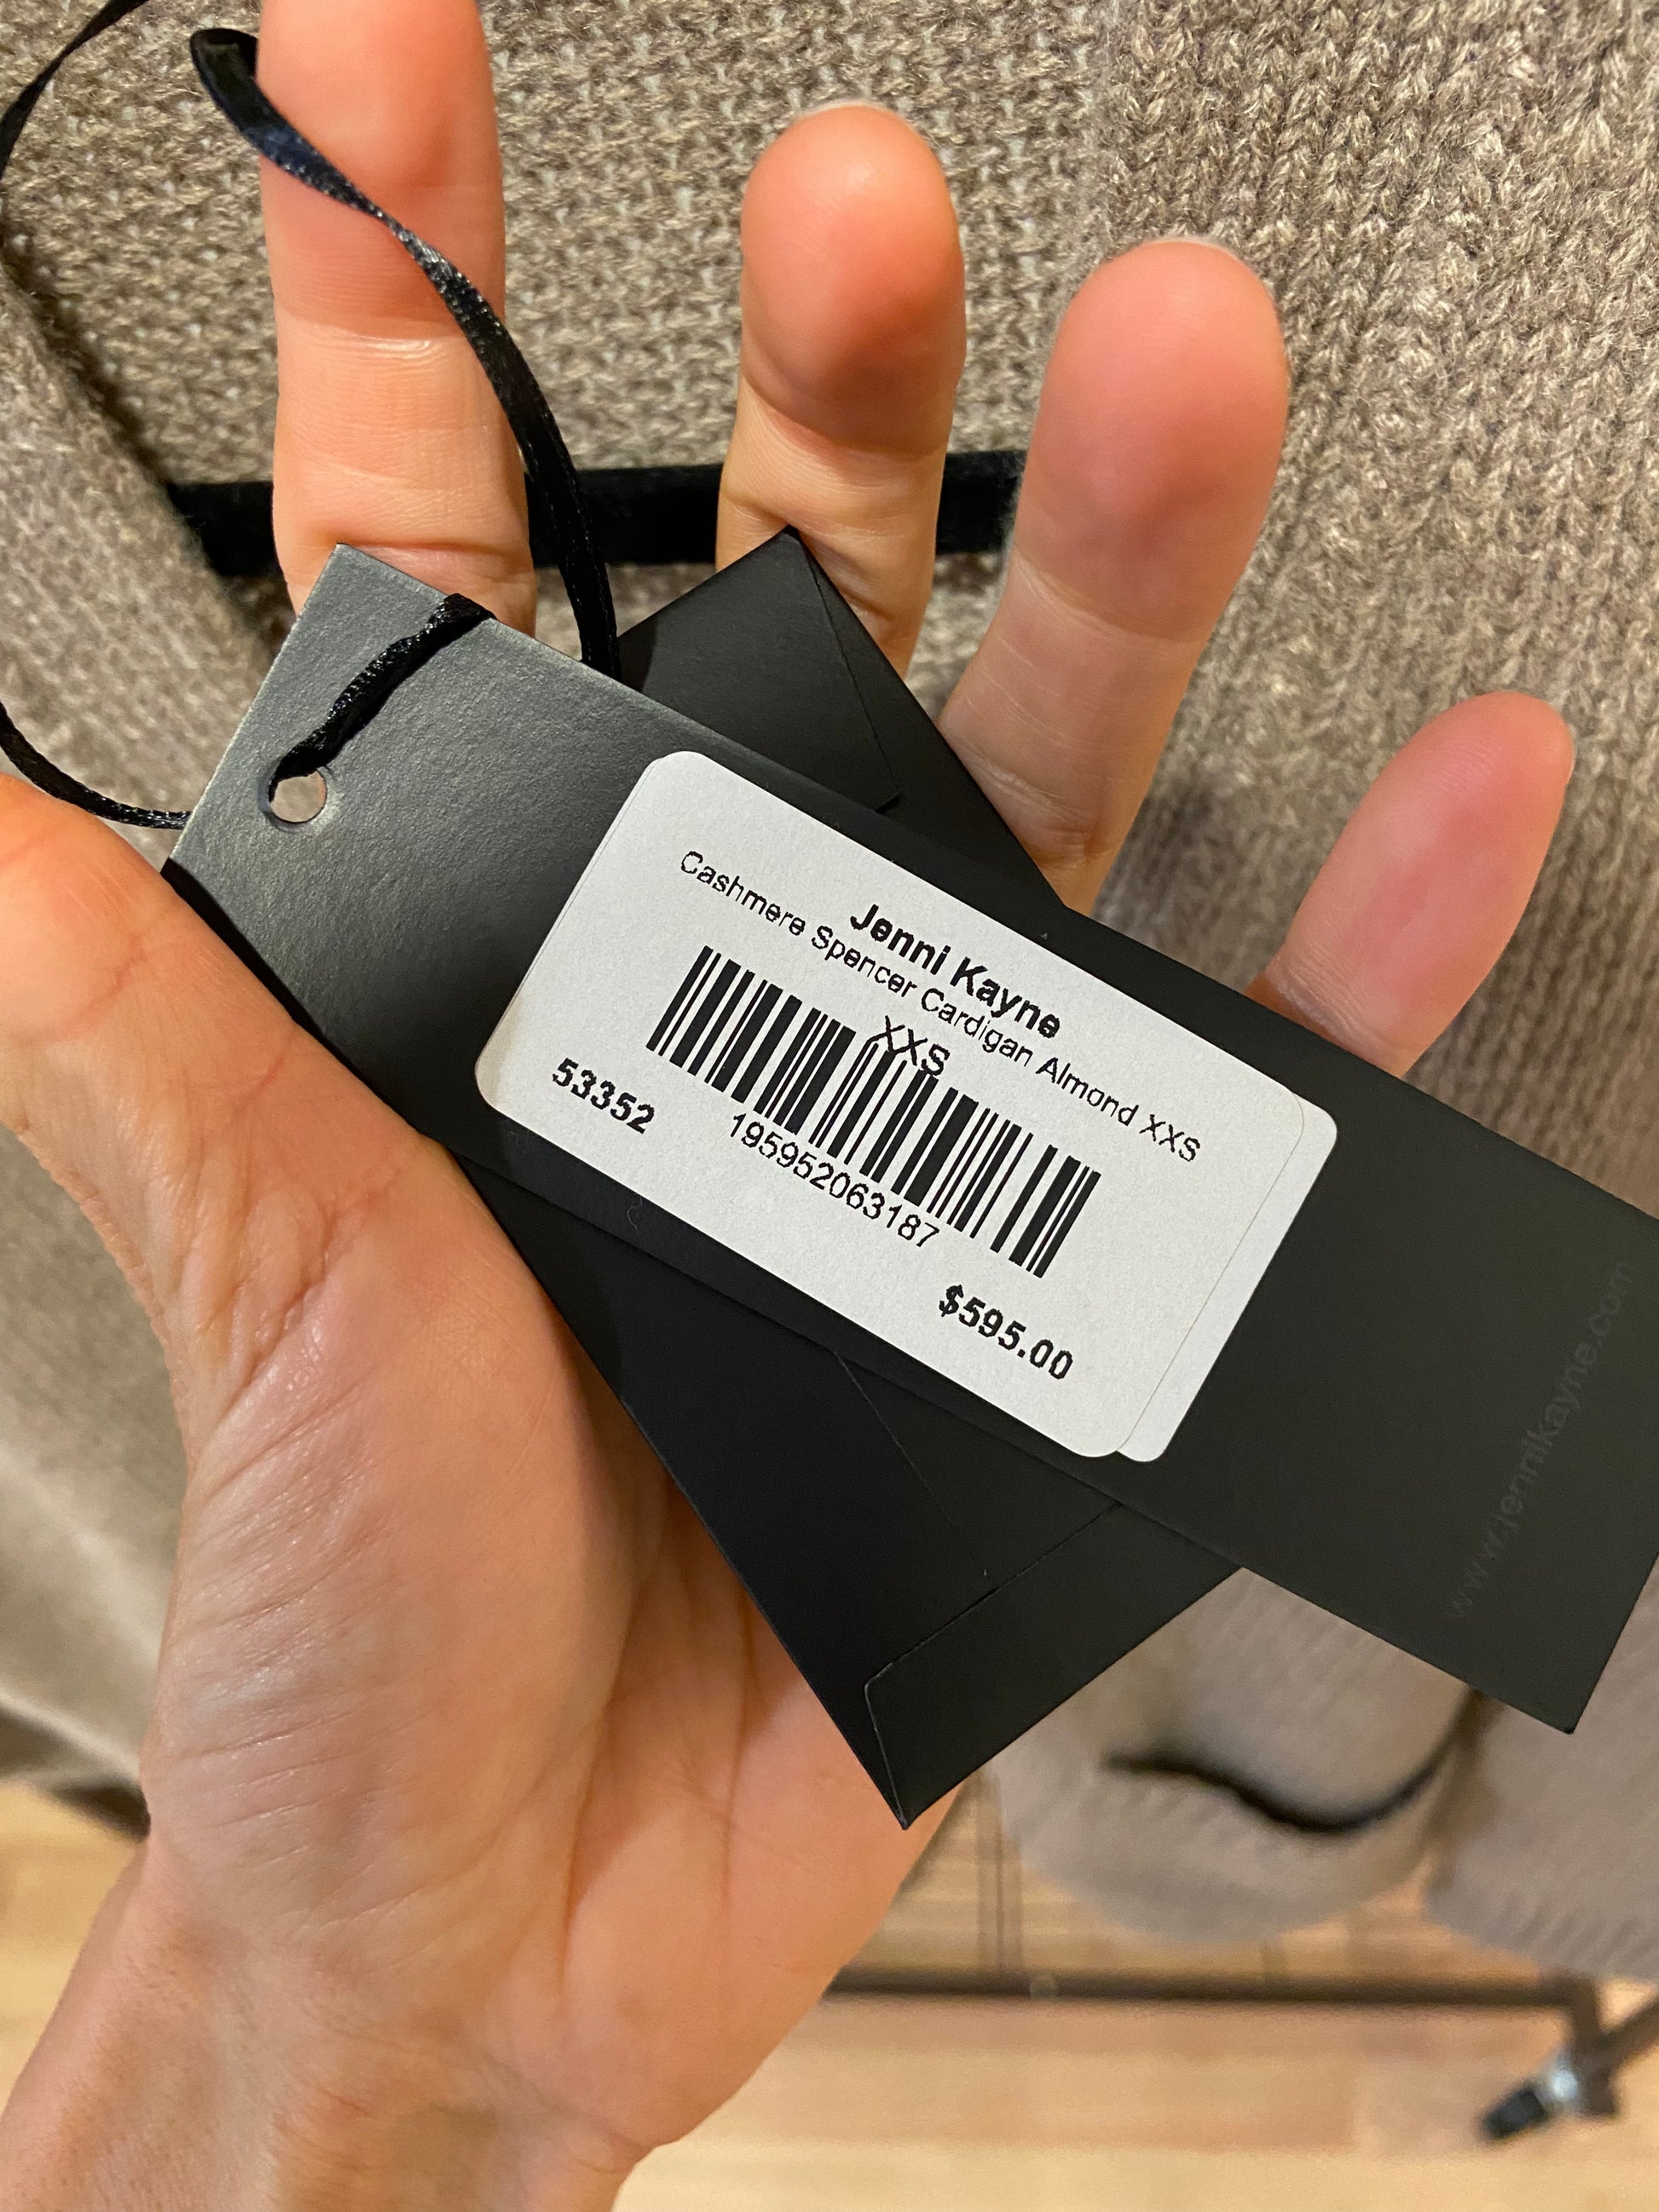 Jenni Kayne
Cashmere Spencer Cardigan Almond XXS
XXS
195952063187
53352
$595.00
www.jennikayne.com